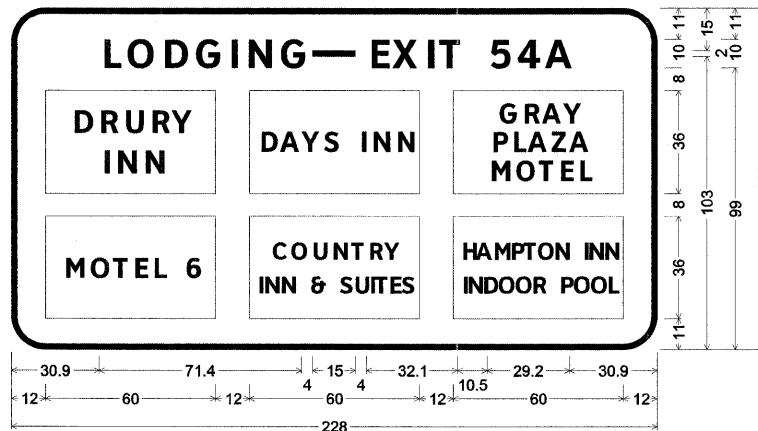 LODGING — EXIT 54A
DRURY
INN
DAYS INN
GRAY
PLAZA
MOTEL
MOTEL 6
COUNTRY
INN & SUITES
HAMPTON INN
INDOOR POOL
11
10
8
36
8
36
11
15
2
103
11
10
99
30.9
71.4
4
15
4
32.1
10.5
29.2
30.9
12
60
12
60
12
60
12
228